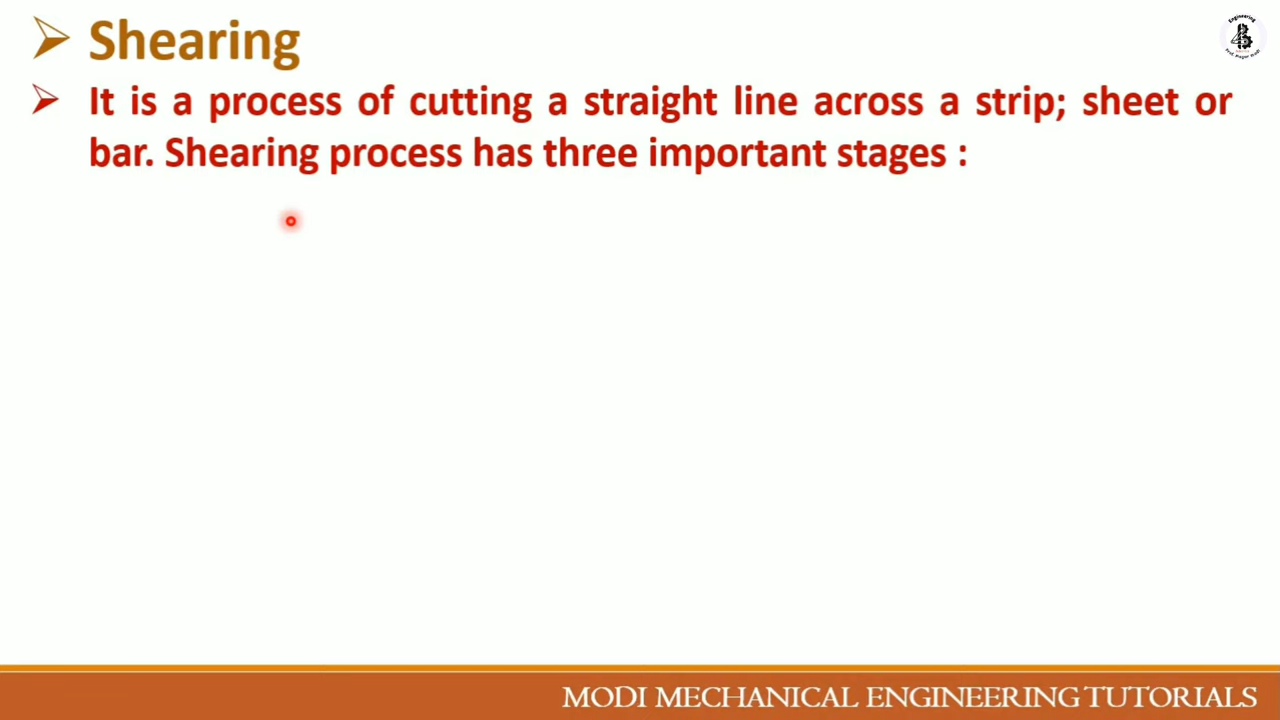 Shearing
It is a process of cutting a straight line across a strip; sheet or
bar. Shearing process has three important stages :
MODI MECHANICAL ENGINEERING TUTORIALS
Engineering